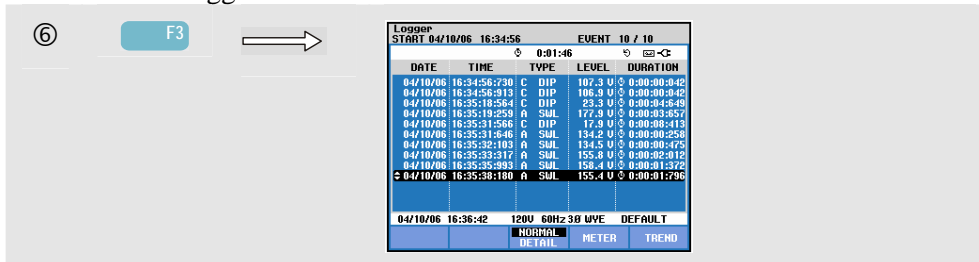 ⑥
F3
Logger
START 04/10/06 16:34:56 EVENT 10 / 10
0:01:46
DATE TIME TYPE LEVEL DURATION
04/10/06 16:34:56:730 C DIP 107.3 V 0:00:00:042
04/10/06 16:34:56:913 C DIP 106.9 V 0:00:00:042
04/10/06 16:35:18:564 C DIP 23.3 V 0:00:04:649
04/10/06 16:35:19:259 A SWL 177.9 V 0:00:03:657
04/10/06 16:35:31:566 C DIP 17.9 V 0:00:08:413
04/10/06 16:35:31:646 A SWL 134.2 V 0:00:00:258
04/10/06 16:35:32:103 A SWL 134.5 V 0:00:00:475
04/10/06 16:35:33:317 A SWL 155.8 V 0:00:02:012
04/10/06 16:35:35:993 A SWL 158.4 V 0:00:01:372
04/10/06 16:35:38:180 A SWL 155.4 V 0:00:01:796
04/10/06 16:36:42 120V 60Hz 3Ø WYE DEFAULT
NORMAL
DETAIL METER TREND